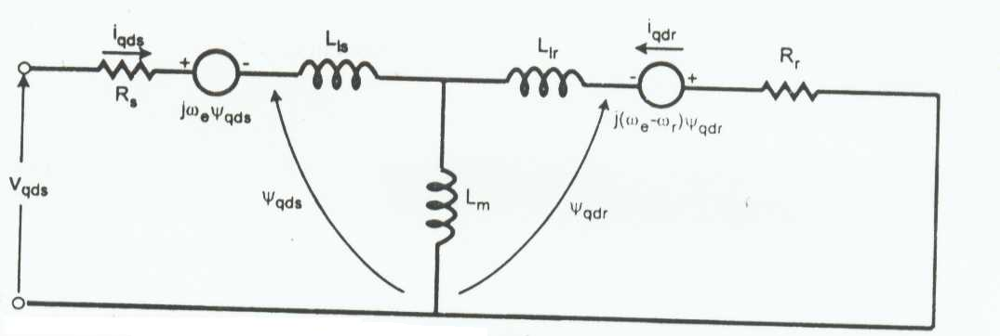 i_qds
L_ls
L_lr
i_qdr
R_r
+ -
- +
R_s
jω_eΨ_qds
j(ω_e-ω_r)Ψ_qdr
V_qds
Ψ_qds
L_m
Ψ_qdr